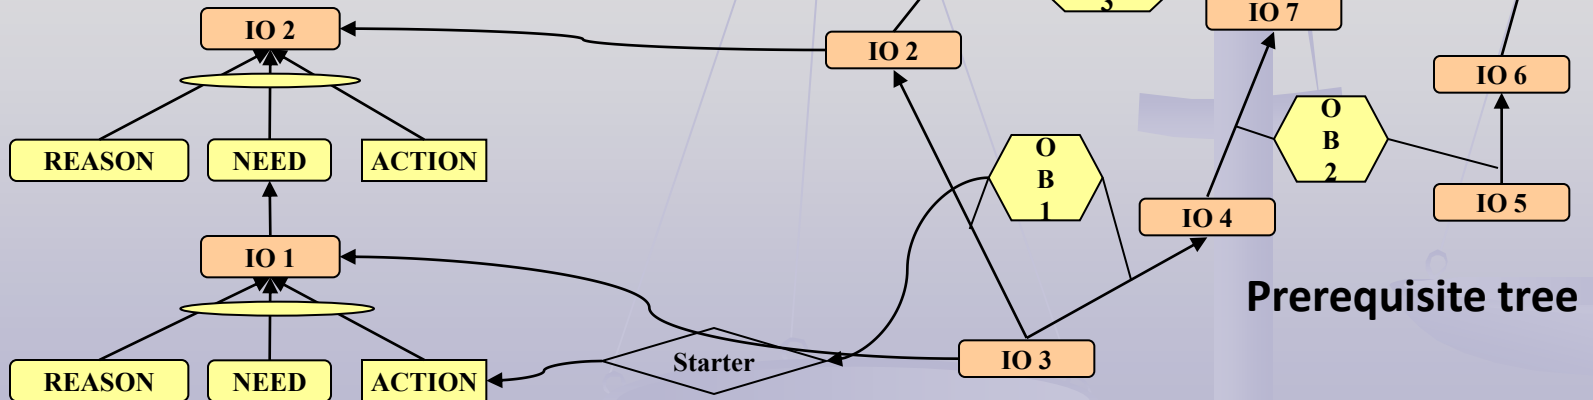 3
IO 7
IO 2
IO 2
IO 6
O
B
2
O
B
1
REASON
NEED
ACTION
IO 5
IO 4
IO 1
Prerequisite tree
Starter
IO 3
REASON
NEED
ACTION